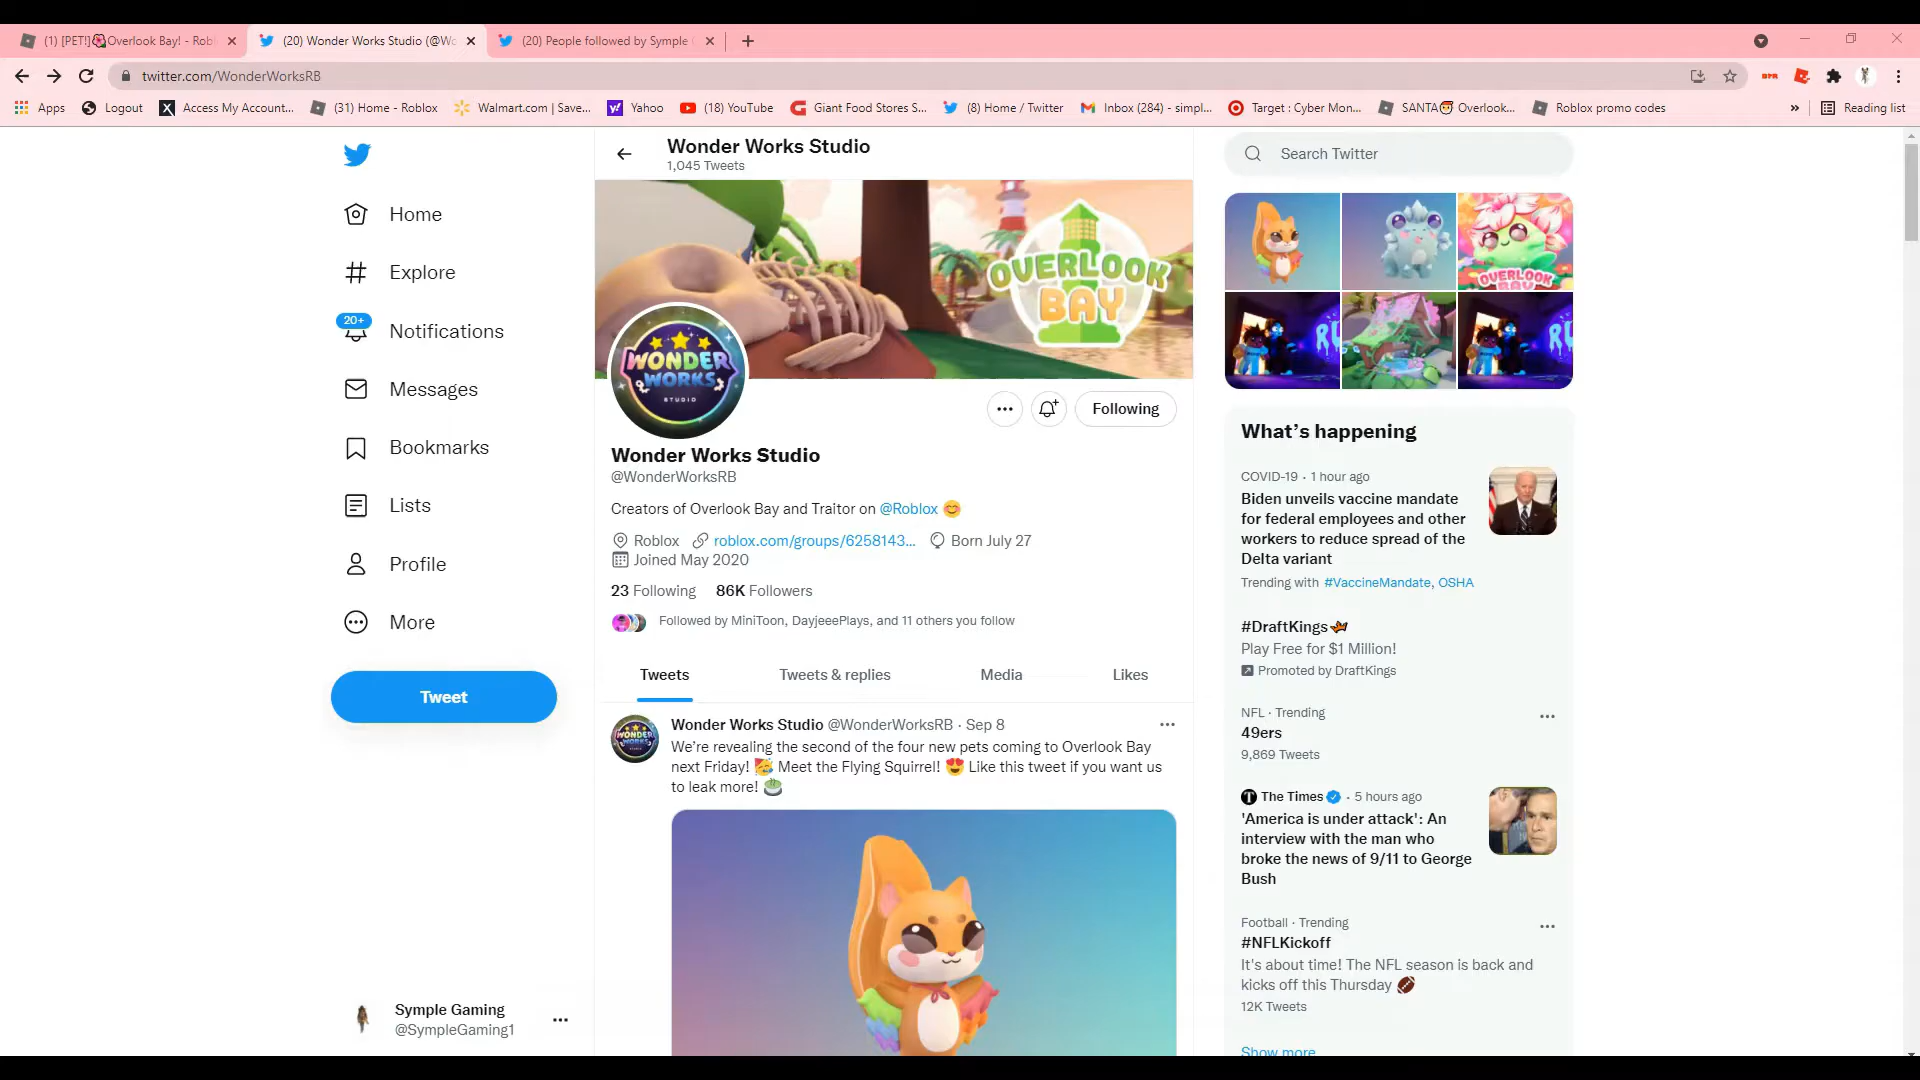 (1) [PET!]🌺Overlook Bay! - Rob
(20) Wonder Works Studio (@Wo
(20) People followed by Symple
twitter.com/WonderWorksRB
Apps
Logout
Access My Account...
(31) Home - Roblox
Walmart.com | Save...
Yahoo
(18) YouTube
Giant Food Stores S...
(8) Home / Twitter
Inbox (284) - simpl...
Target : Cyber Mon...
SANTA🎅 Overlook...
Roblox promo codes
»
Reading list
Home
Explore
20+
Notifications
Messages
Bookmarks
Lists
Profile
More
Tweet
Symple Gaming
@SympleGaming1
Wonder Works Studio
1,045 Tweets
OVERLOOK
BAY
WONDER
WORKS
STUDIO
Following
Wonder Works Studio
@WonderWorksRB
Creators of Overlook Bay and Traitor on @Roblox 😊
Roblox roblox.com/groups/6258143... Born July 27
Joined May 2020
23 Following 86K Followers
Followed by MiniToon, DayjeeePlays, and 11 others you follow
Tweets Tweets & replies Media Likes
Wonder Works Studio @WonderWorksRB · Sep 8
We’re revealing the second of the four new pets coming to Overlook Bay
next Friday! 🥳 Meet the Flying Squirrel! 😍 Like this tweet if you want us
to leak more! 🍵
Search Twitter
OVERLOOK
BAY
What’s happening
COVID-19 · 1 hour ago
Biden unveils vaccine mandate
for federal employees and other
workers to reduce spread of the
Delta variant
Trending with #VaccineMandate, OSHA
#DraftKings
Play Free for $1 Million!
Promoted by DraftKings
NFL · Trending
49ers
9,869 Tweets
The Times · 5 hours ago
'America is under attack': An
interview with the man who
broke the news of 9/11 to George
Bush
Football · Trending
#NFLKickoff
It's about time! The NFL season is back and
kicks off this Thursday 🏈
12K Tweets
Show more